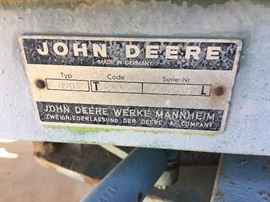 JOHN DEERE
MADE IN GERMANY
Typ Code Serie-Nr.
T L
JOHN DEERE WERKE MANNHEIM
ZWEIGNIEDERLASSUNG DER DEERE & COMPANY